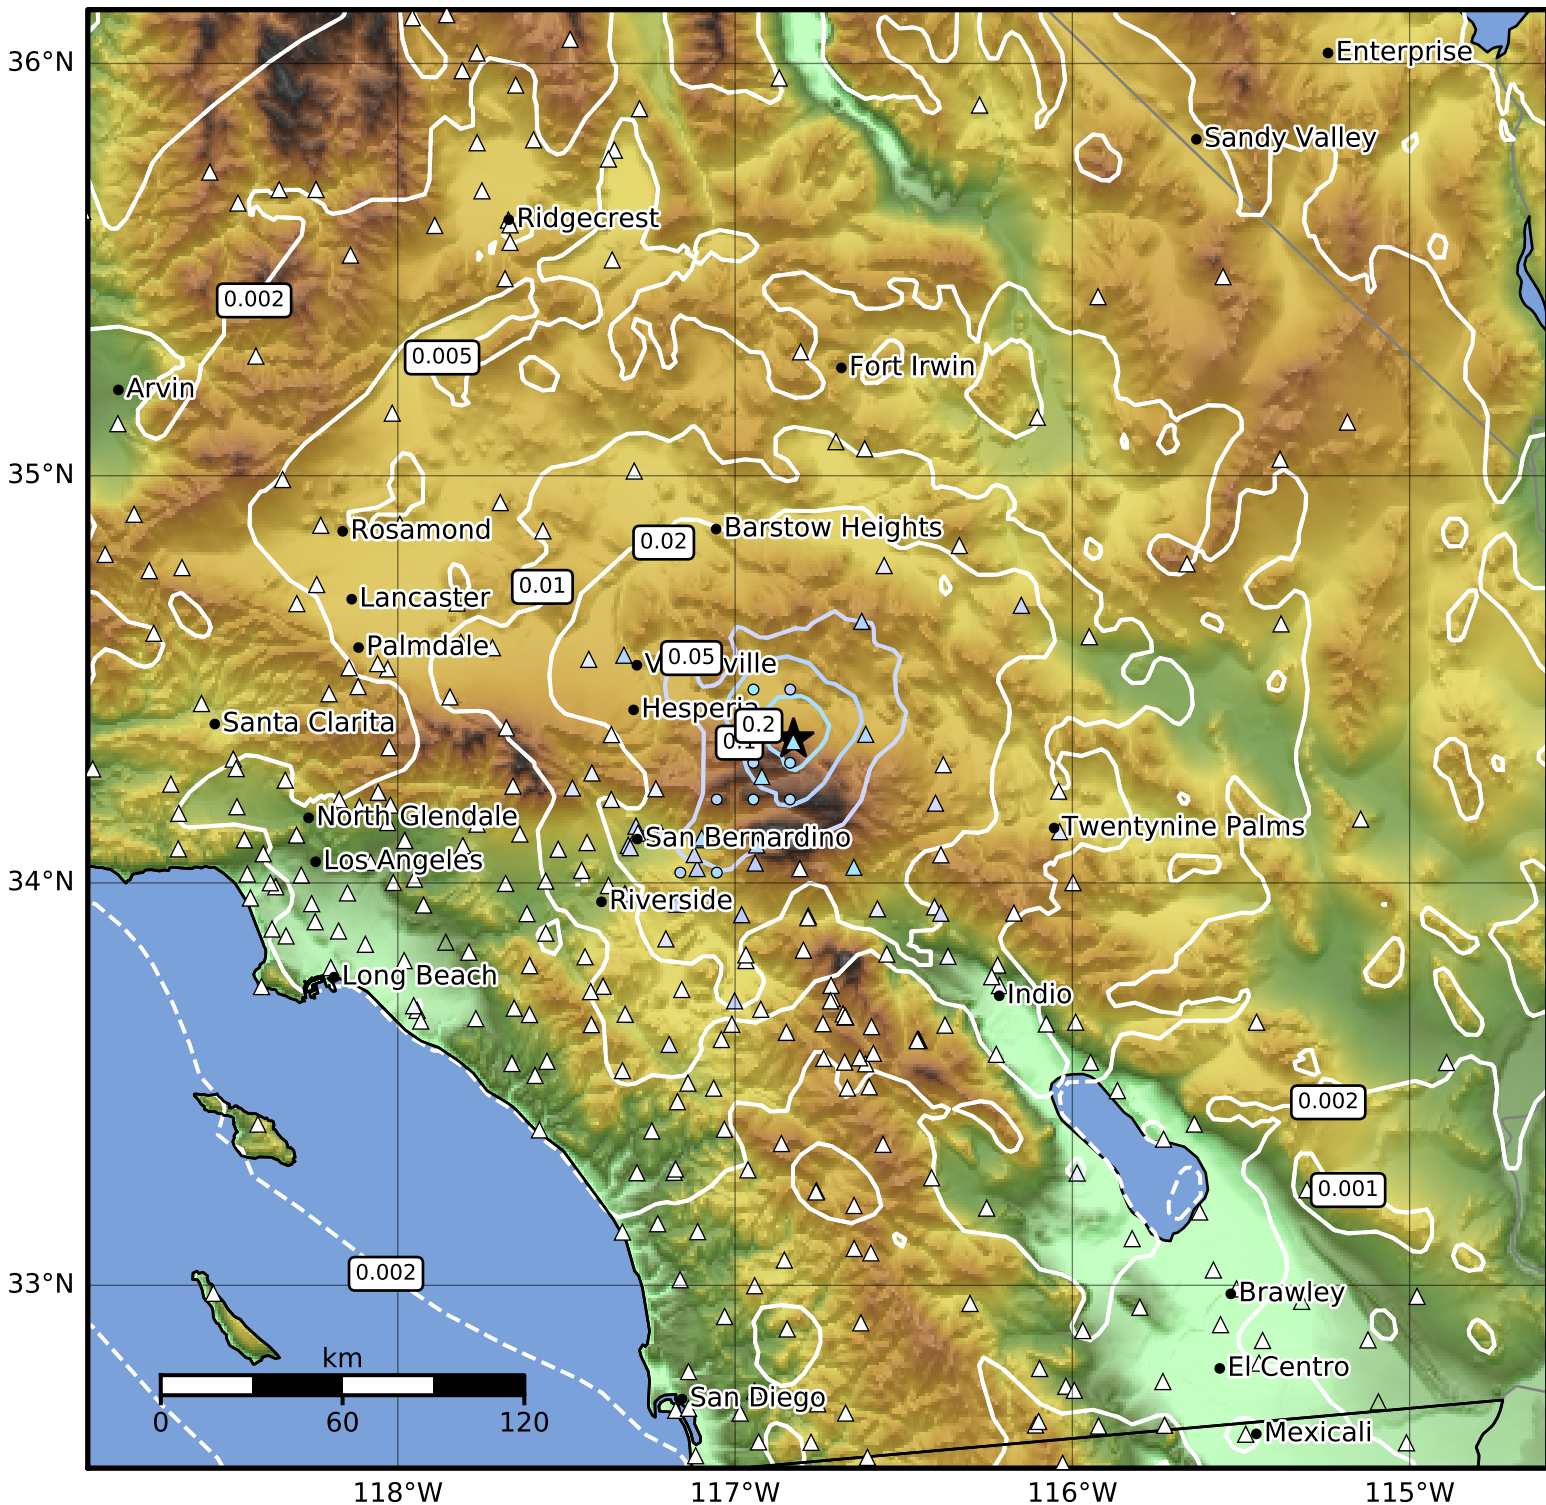 36°N
Enterprise
Sandy Valley
Ridgecrest
0.002
0.005
Fort Irwin
Arvin
35°N
Rosamond
Barstow Heights
0.02
0.01
Lancaster
Palmdale
0.05
Hesperia
Santa Clarita
0.2
0.1
North Glendale
Twentynine Palms
San Bernardino
Los Angeles
34°N
Riverside
Long Beach
Indio
0.002
0.001
33°N
0.002
Brawley
km
El Centro
San Diego
0 60 120
Mexicali
118°W 117°W 116°W 115°W